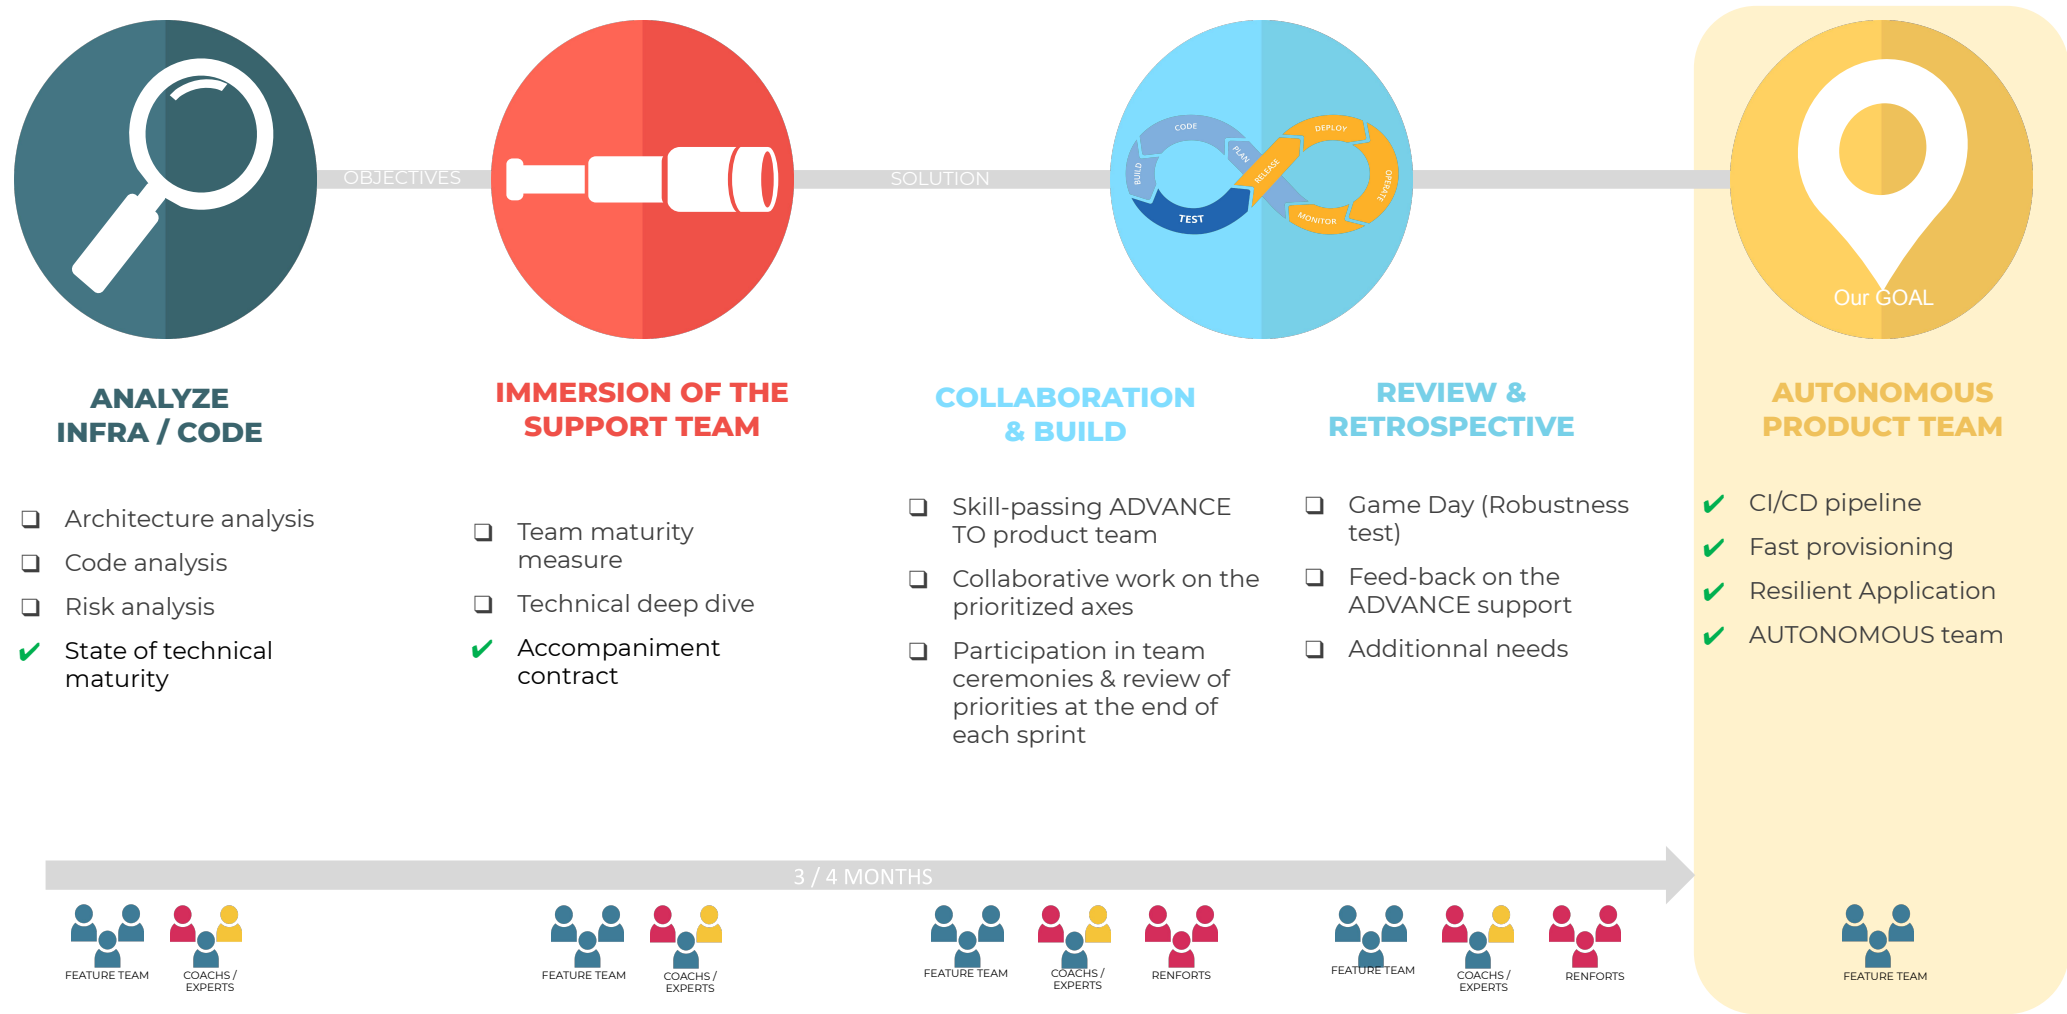 OBJECTIVES
SOLUTION
CODE
BUILD
PLAN
TEST
RELEASE
DEPLOY
OPERATE
MONITOR
Our GOAL
ANALYZE
INFRA / CODE
Architecture analysis
Code analysis
Risk analysis
State of technical
maturity
IMMERSION OF THE
SUPPORT TEAM
Team maturity
measure
Technical deep dive
Accompaniment
contract
COLLABORATION
& BUILD
Skill-passing ADVANCE
TO product team
Collaborative work on the
prioritized axes
Participation in team
ceremonies & review of
priorities at the end of
each sprint
REVIEW &
RETROSPECTIVE
Game Day (Robustness
test)
Feed-back on the
ADVANCE support
Additionnal needs
AUTONOMOUS
PRODUCT TEAM
CI/CD pipeline
Fast provisioning
Resilient Application
AUTONOMOUS team
3 / 4 MONTHS
FEATURE TEAM
COACHS /
EXPERTS
FEATURE TEAM
COACHS /
EXPERTS
FEATURE TEAM
COACHS /
EXPERTS
RENFORTS
FEATURE TEAM
COACHS /
EXPERTS
RENFORTS
FEATURE TEAM